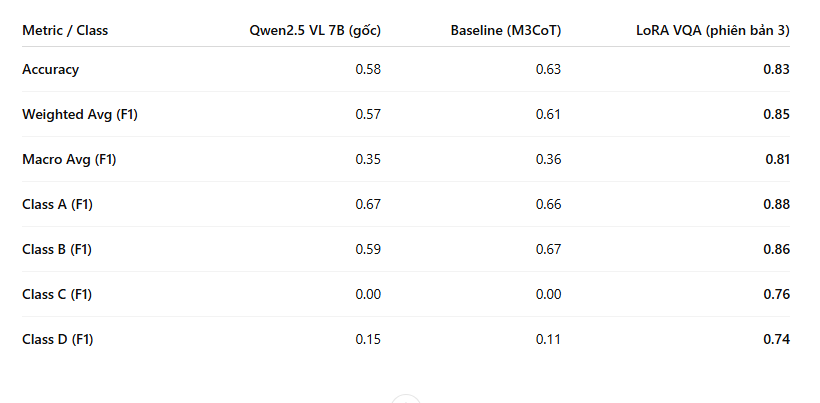 Metric / Class Qwen2.5 VL 7B (gốc) Baseline (M3CoT) LoRA VQA (phiên bản 3)
Accuracy 0.58 0.63 0.83
Weighted Avg (F1) 0.57 0.61 0.85
Macro Avg (F1) 0.35 0.36 0.81
Class A (F1) 0.67 0.66 0.88
Class B (F1) 0.59 0.67 0.86
Class C (F1) 0.00 0.00 0.76
Class D (F1) 0.15 0.11 0.74